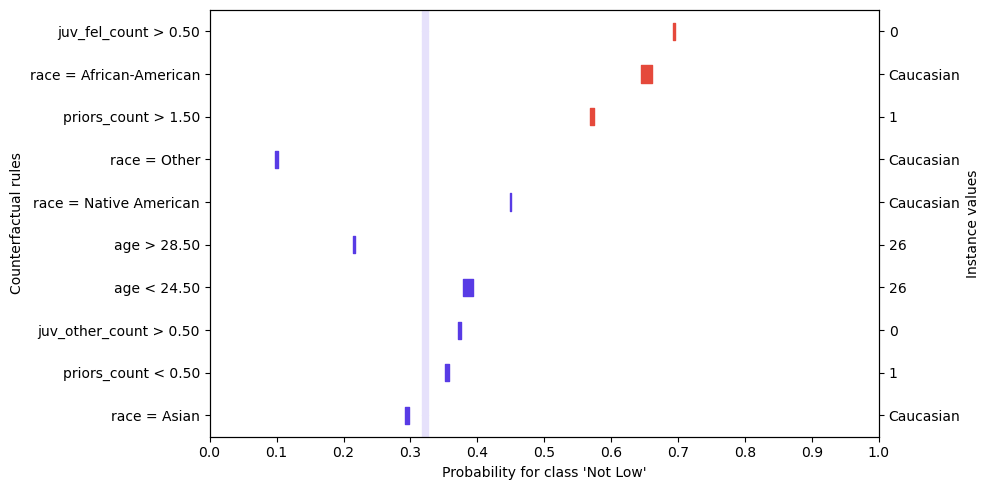 juv_fel_count > 0.50 0
race = African-American Caucasian
priors_count > 1.50 1
race = Other Caucasian
race = Native American Caucasian
age > 28.50 26
age < 24.50 26
juv_other_count > 0.50 0
priors_count < 0.50 1
race = Asian Caucasian
Counterfactual rules
Instance values
0.0 0.1 0.2 0.3 0.4 0.5 0.6 0.7 0.8 0.9 1.0
Probability for class 'Not Low'